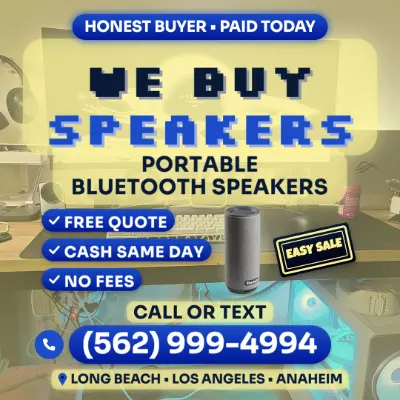 HONEST BUYER • PAID TODAY
WE BUY
SPEAKERS
PORTABLE
BLUETOOTH SPEAKERS
FREE QUOTE
CASH SAME DAY
NO FEES
EASY SALE
CALL OR TEXT
(562) 999-4994
LONG BEACH • LOS ANGELES • ANAHEIM